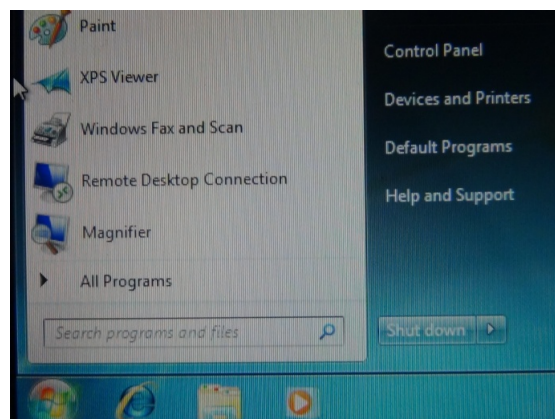 Paint
XPS Viewer
Windows Fax and Scan
Remote Desktop Connection
Magnifier
All Programs
Search programs and files
Control Panel
Devices and Printers
Default Programs
Help and Support
Shut down